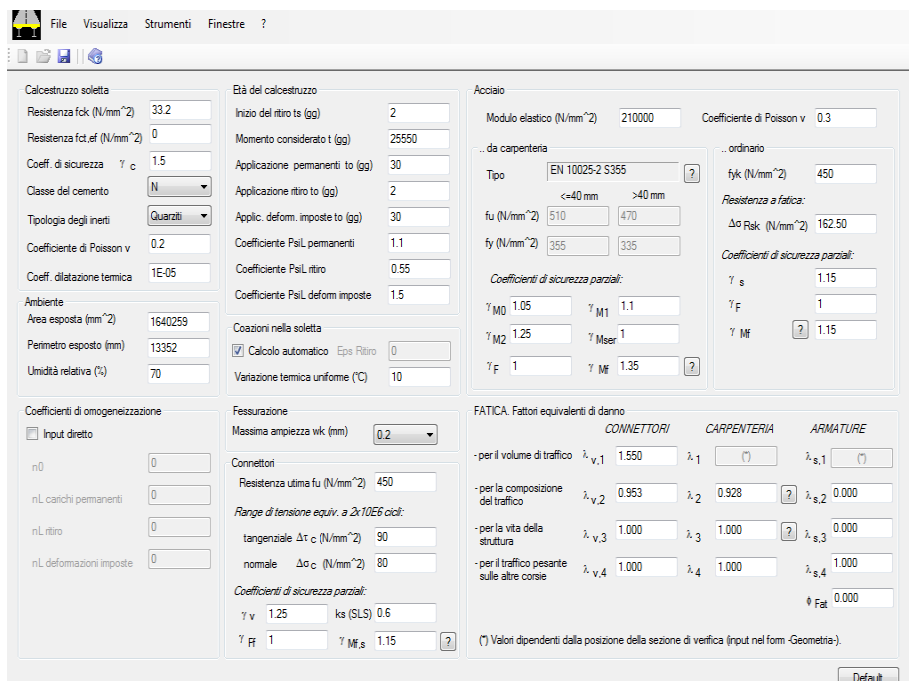 File Visualizza Strumenti Finestre ?
Calcestruzzo soletta
Resistenza fck (N/mm^2) 33.2
Resistenza fct,ef (N/mm^2) 0
Coeff. di sicurezza γ c 1.5
Classe del cemento N
Tipologia degli inerti Quarziti
Coefficiente di Poisson v 0.2
Coeff. dilatazione termica 1E-05
Ambiente
Area esposta (mm^2) 1640259
Perimetro esposto (mm) 13352
Umidità relativa (%) 70
Coefficienti di omogeneizzazione
Input diretto
n0 0
nL carichi permanenti 0
nL ritiro 0
nL deformazioni imposte 0
Età del calcestruzzo
Inizio del ritiro ts (gg) 2
Momento considerato t (gg) 25550
Applicazione permanenti to (gg) 30
Applicazione ritiro to (gg) 2
Applic. deform. imposte to (gg) 30
Coefficiente PsiL permanenti 1.1
Coefficiente PsiL ritiro 0.55
Coefficiente PsiL deform imposte 1.5
Coazioni nella soletta
Calcolo automatico Eps Ritiro 0
Variazione termica uniforme (°C) 10
Fessurazione
Massima ampiezza wk (mm) 0.2
Connettori
Resistenza utima fu (N/mm^2) 450
Range di tensione equiv. a 2x10E6 cicli:
tangenziale Δτ c (N/mm^2) 90
normale Δσ c (N/mm^2) 80
Coefficienti di sicurezza parziali:
γ v 1.25 ks (SLS) 0.6
γ Ff 1 γ Mf,s 1.15 ?
Acciaio
Modulo elastico (N/mm^2) 210000 Coefficiente di Poisson v 0.3
.. da carpenteria
Tipo EN 10025-2 S355 ?
<=40 mm >40 mm
fu (N/mm^2) 510 470
fy (N/mm^2) 355 335
Coefficienti di sicurezza parziali:
γ M0 1.05 γ M1 1.1
γ M2 1.25 γ Mser 1
γ F 1 γ Mf 1.35 ?
.. ordinario
fyk (N/mm^2) 450
Resistenza a fatica:
Δσ Rsk (N/mm^2) 162.50
Coefficienti di sicurezza parziali:
γ s 1.15
γ F 1
γ Mf ? 1.15
FATICA. Fattori equivalenti di danno
CONNETTORI CARPENTERIA ARMATURE
- per il volume di traffico λ v,1 1.550 λ 1 (*) λ s,1 (*)
- per la composizione
del traffico λ v,2 0.953 λ 2 0.928 ? λ s,2 0.000
- per la vita della
struttura λ v,3 1.000 λ 3 1.000 ? λ s,3 0.000
- per il traffico pesante
sulle altre corsie λ v,4 1.000 λ 4 1.000 λ s,4 1.000
ϕ Fat 0.000
(*) Valori dipendenti dalla posizione della sezione di verifica (input nel form -Geometria-).
Default